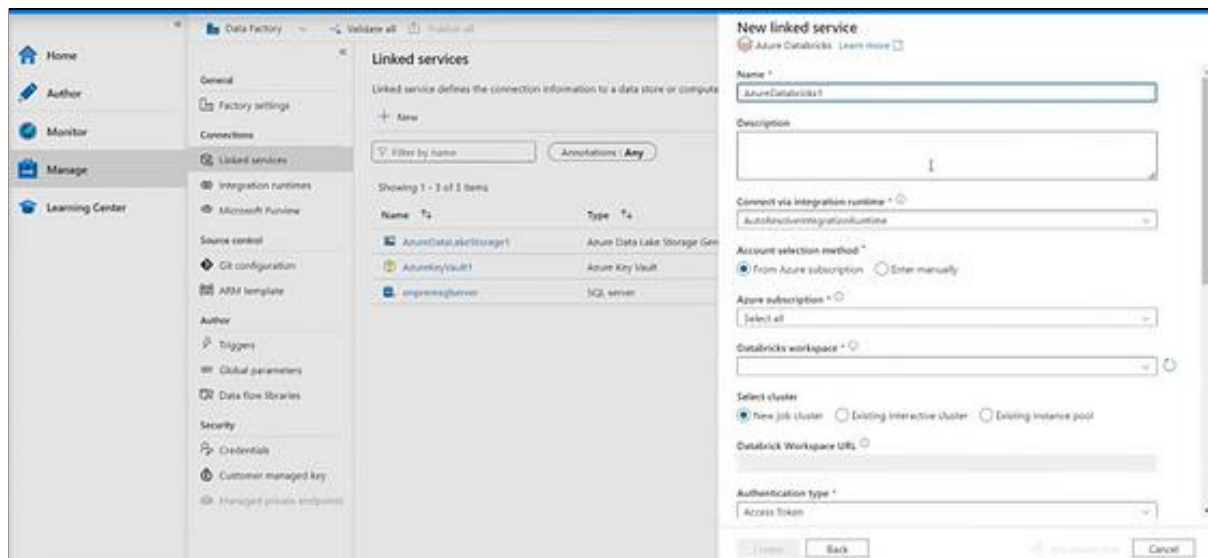 Data Factory
Validate all
Publish all
Home
Author
Monitor
Manage
Learning Center
General
Factory settings
Connections
Linked services
Integration runtimes
Microsoft Purview
Source control
Git configuration
ARM template
Author
Triggers
Global parameters
Data flow libraries
Security
Credentials
Customer managed key
Managed private endpoints
Linked services
Linked service defines the connection information to a data store or compute
New
Filter by name
Annotations : Any
Showing 1 - 3 of 3 items
Name Type
AzureDataLakeStorage1 Azure Data Lake Storage Gen
AzureKeyVault1 Azure Key Vault
onpremsqlserver SQL server
New linked service
Azure Databricks Learn more
Name *
AzureDatabricks1
Description
Connect via integration runtime *
AutoResolveIntegrationRuntime
Account selection method *
From Azure subscription Enter manually
Azure subscription *
Select all
Databricks workspace *
Select cluster
New job cluster Existing interactive cluster Existing instance pool
Databrick Workspace URL
Authentication type *
Access Token
Create Back Cancel